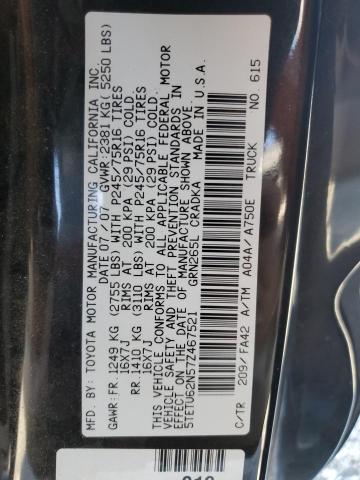 MFD.BY: TOYOTA MOTOR MANUFACTURING CALIFORNIA INC.
DATE 07/07 GVWR:2381 KG( 5250 LBS)
GAWR:FR.1249 KG (2755 LBS) WITH P245/75R16 TIRES
16X7J RIMS AT 200 KPA (29 PSI) COLD
RR.1410 KG (3110 LBS) WITH P245/75R16 TIRES
16X7J RIMS AT 200 KPA (29 PSI) COLD.
THIS VEHICLE CONFORMS TO ALL APPLICABLE FEDERAL MOTOR
VEHICLE SAFETY AND THEFT PREVENTION STANDARDS IN
EFFECT ON THE DATE OF MANUFACTURE SHOWN ABOVE.
5TETU62N57Z467521 GRN265L CRADKA MADE IN U.S.A.
TRUCK
C/TR 209/FA42 A/TM A04A/A750E
NO. 615